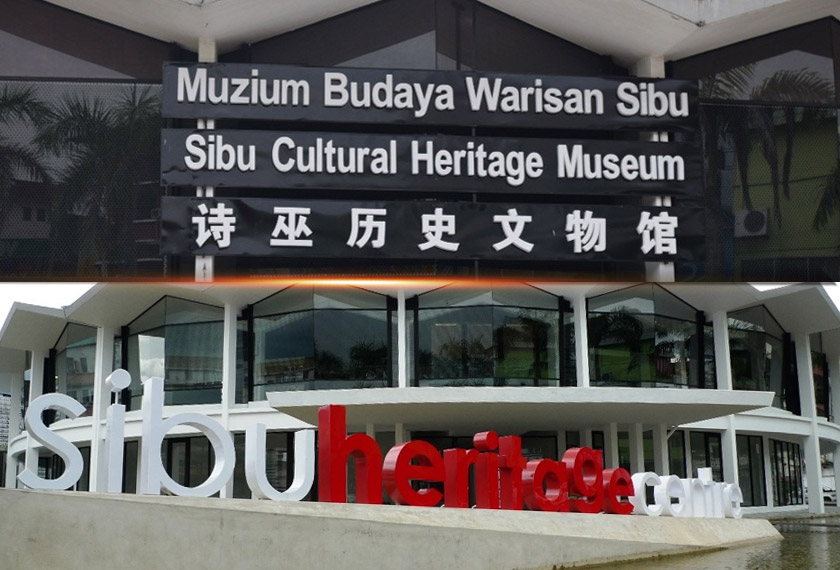 Muzium Budaya Warisan Sibu
Sibu Cultural Heritage Museum
诗巫历史文物馆
sibuheritagecentre